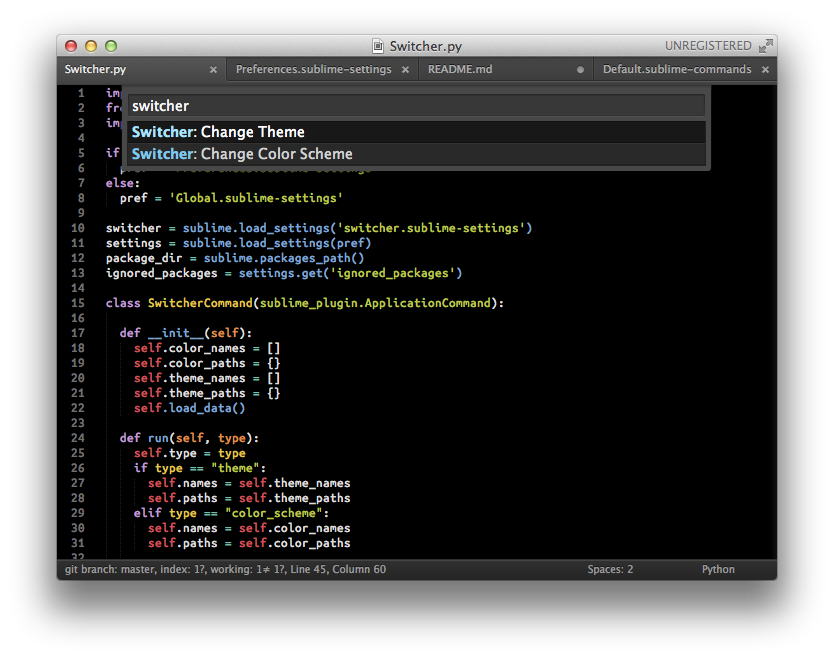 Switcher.py
UNREGISTERED
Switcher.py × Preferences.sublime-settings × README.md Default.sublime-commands ×
switcher
Switcher: Change Theme
Switcher: Change Color Scheme
1 im
2 fr
3 im
4
5 if
6
7 else:
8 pref = 'Global.sublime-settings'
9
10 switcher = sublime.load_settings('switcher.sublime-settings')
11 settings = sublime.load_settings(pref)
12 package_dir = sublime.packages_path()
13 ignored_packages = settings.get('ignored_packages')
14
15 class SwitcherCommand(sublime_plugin.ApplicationCommand):
16
17 def __init__(self):
18 self.color_names = []
19 self.color_paths = {}
20 self.theme_names = []
21 self.theme_paths = {}
22 self.load_data()
23
24 def run(self, type):
25 self.type = type
26 if type == "theme":
27 self.names = self.theme_names
28 self.paths = self.theme_paths
29 elif type == "color_scheme":
30 self.names = self.color_names
31 self.paths = self.color_paths
32
git branch: master, index: 1?, working: 1≠ 1?, Line 45, Column 60 Spaces: 2 Python